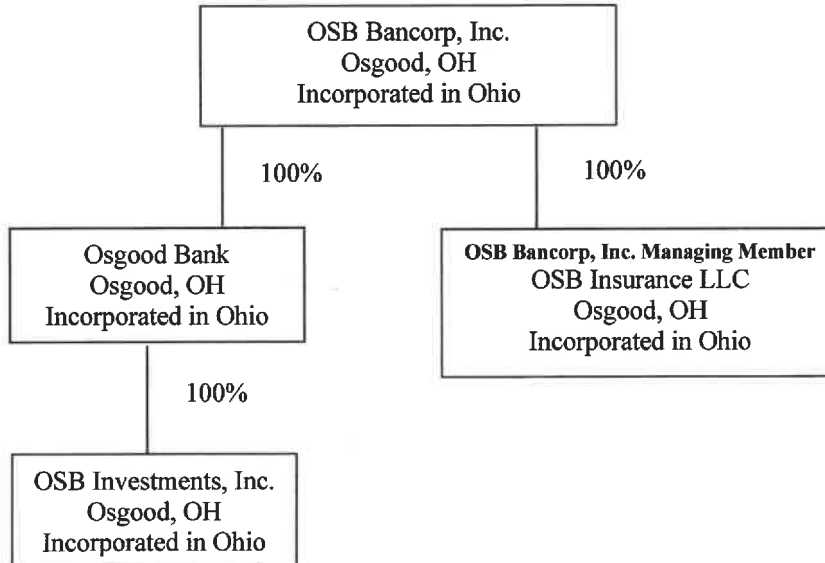 OSB Bancorp, Inc.
Osgood, OH
Incorporated in Ohio
100%
100%
Osgood Bank
Osgood, OH
Incorporated in Ohio
OSB Bancorp, Inc. Managing Member
OSB Insurance LLC
Osgood, OH
Incorporated in Ohio
100%
OSB Investments, Inc.
Osgood, OH
Incorporated in Ohio